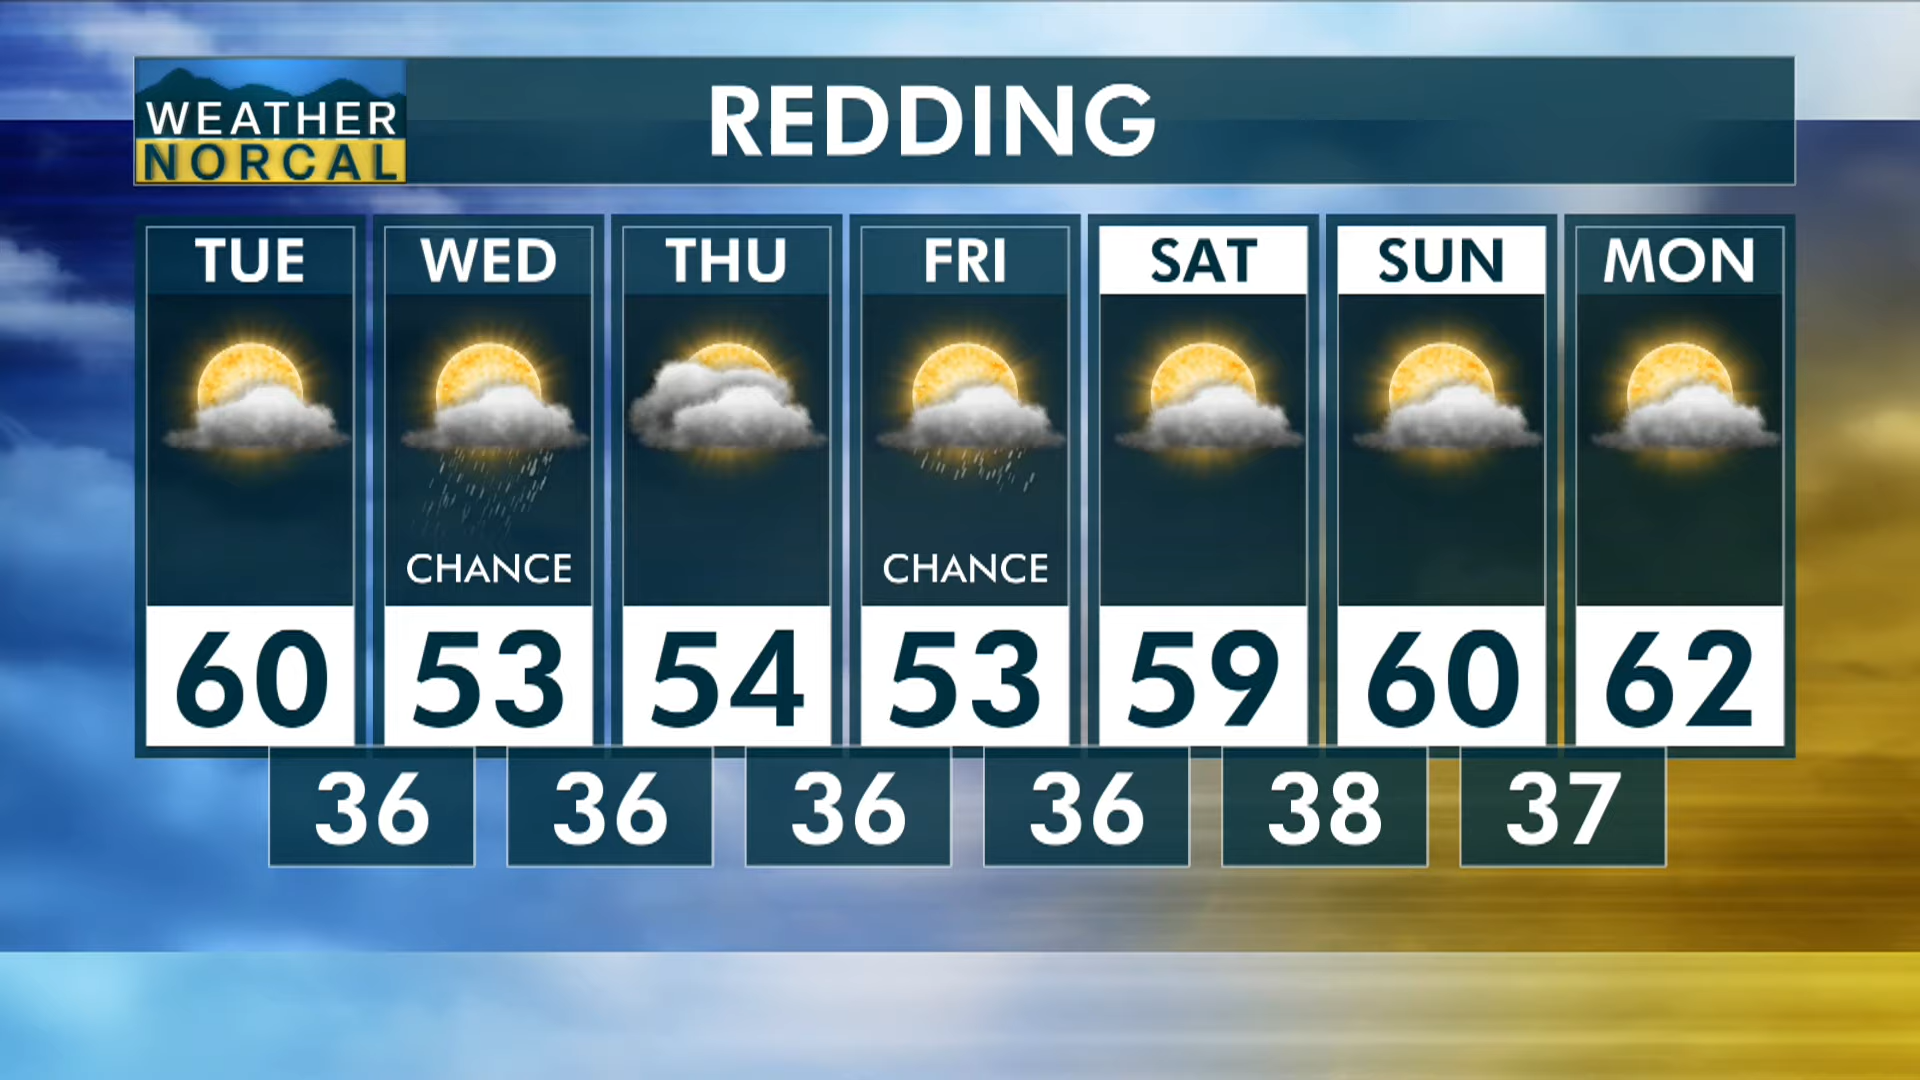 WEATHER
NORCAL
REDDING
TUE WED THU FRI SAT SUN MON
CHANCE CHANCE
60 53 54 53 59 60 62
36 36 36 36 38 37